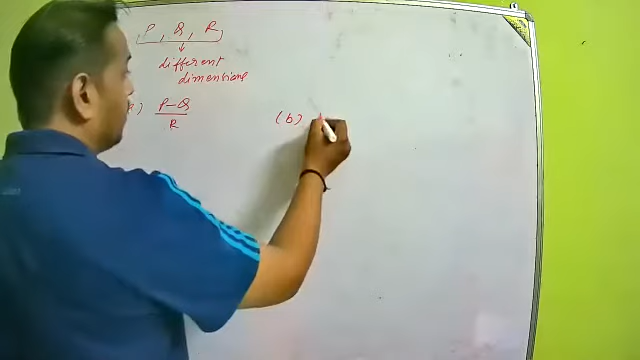 P, Q, R
different
dimensions
) P-Q
R
(b)